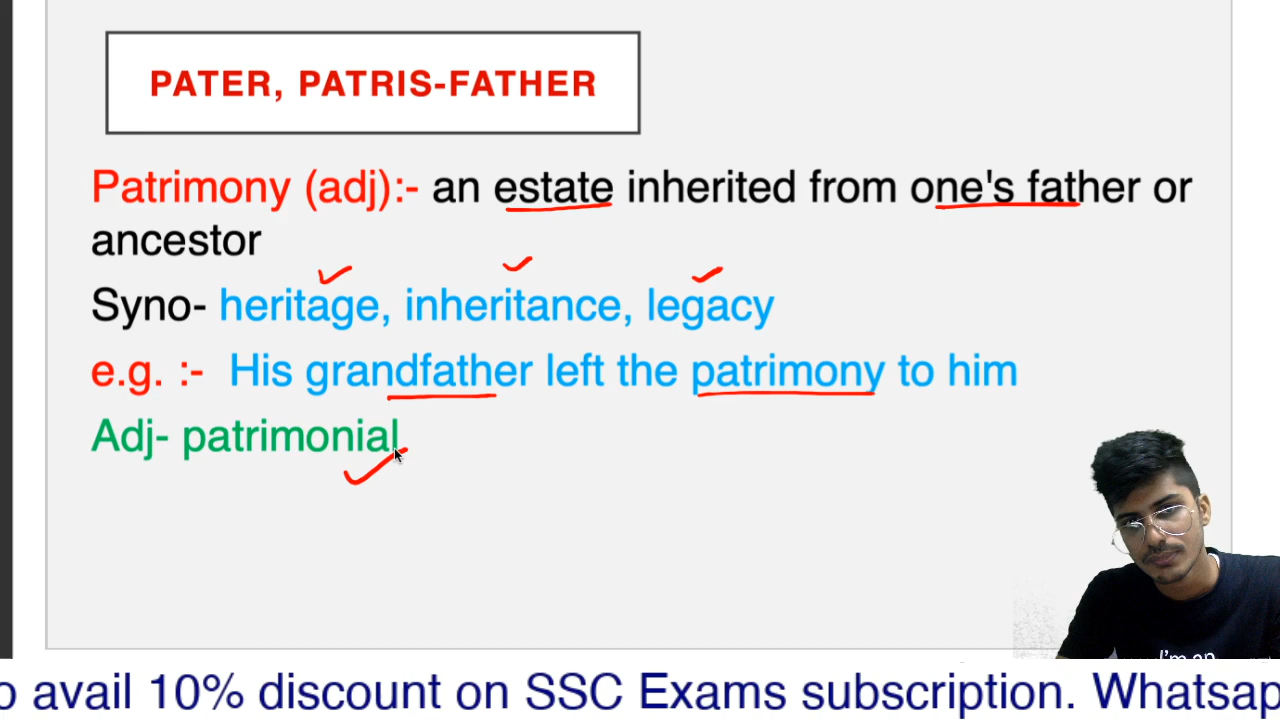 PATER, PATRIS-FATHER
Patrimony (adj):- an estate inherited from one's father or
ancestor
Syno- heritage, inheritance, legacy
e.g. :- His grandfather left the patrimony to him
Adj- patrimonial
I'm an
o avail 10% discount on SSC Exams subscription. Whatsap